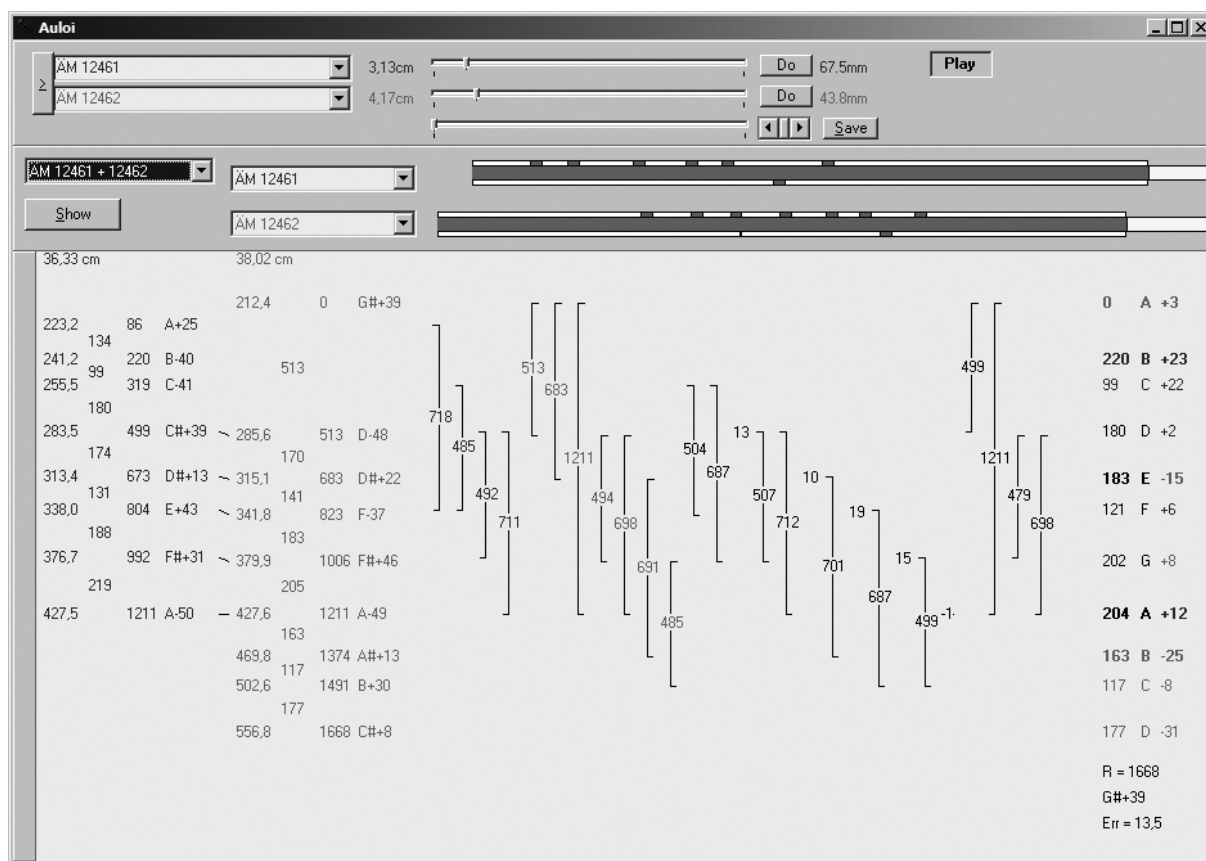 Auloi
> ÄM 12461 3,13cm Do 67.5mm Play
ÄM 12462 4,17cm Do 43.8mm
Save
ÄM 12461 + 12462 ÄM 12461
Show ÄM 12462
36,33 cm 38,02 cm
212,4 0 G#+39 0 A +3
223,2 86 A+25
134
241,2 220 B-40 220 B +23
99 513 513 499
255,5 319 C-41 99 C +22
683
180 718
283,5 499 C#+39 285,6 513 D-48 13 180 D +2
485 504
174 170 1211 687 1211
313,4 673 D#+13 315,1 683 D#+22 10 183 E -15
131 141 492 494 507 479
338,0 804 E+43 341,8 823 F-37 19 121 F +6
711 698 712 698
188 183
376,7 992 F#+31 379,9 1006 F#+46 15 202 G +8
691 701
219 205 687
427,5 1211 A-50 427,6 1211 A-49 485 499 -1 204 A +12
163
469,8 1374 A#+13 163 B -25
117
502,6 1491 B+30 117 C -8
177
556,8 1668 C#+8 177 D -31
R = 1668
G#+39
Err = 13,5